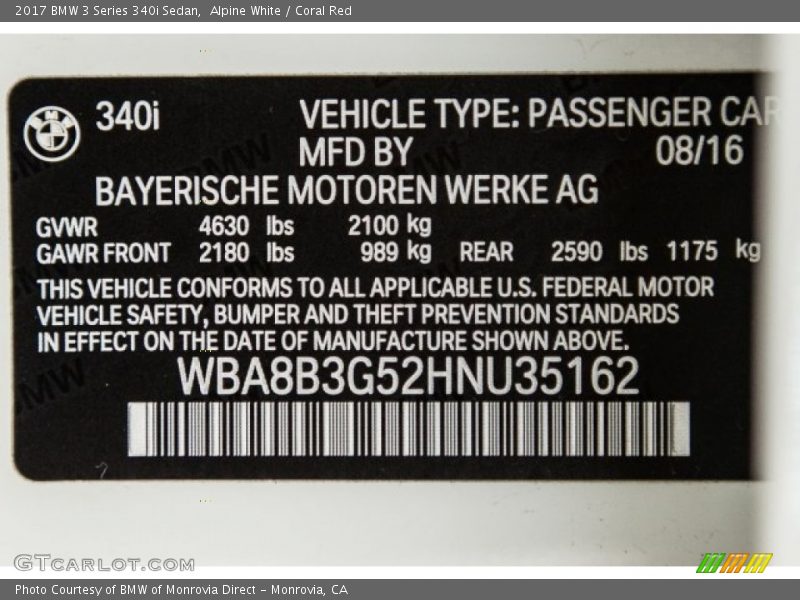 2017 BMW 3 Series 340i Sedan, Alpine White / Coral Red
340i VEHICLE TYPE: PASSENGER CAR
MFD BY 08/16
BAYERISCHE MOTOREN WERKE AG
GVWR 4630 lbs 2100 kg
GAWR FRONT 2180 lbs 989 kg REAR 2590 lbs 1175 kg
THIS VEHICLE CONFORMS TO ALL APPLICABLE U.S. FEDERAL MOTOR
VEHICLE SAFETY, BUMPER AND THEFT PREVENTION STANDARDS
IN EFFECT ON THE DATE OF MANUFACTURE SHOWN ABOVE.
WBA8B3G52HNU35162
GTCARLOT.COM
Photo Courtesy of BMW of Monrovia Direct - Monrovia, CA